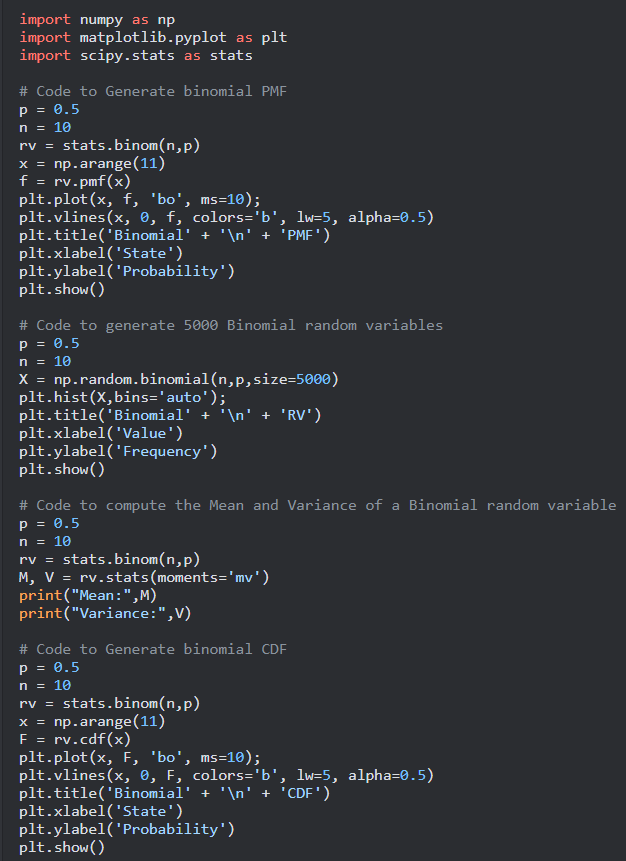 import numpy as np
import matplotlib.pyplot as plt
import scipy.stats as stats
# Code to Generate binomial PMF
p = 0.5
n = 10
rv = stats.binom(n,p)
x = np.arange(11)
f = rv.pmf(x)
plt.plot(x, f, 'bo', ms=10);
plt.vlines(x, 0, f, colors='b', lw=5, alpha=0.5)
plt.title('Binomial' + '\n' + 'PMF')
plt.xlabel('State')
plt.ylabel('Probability')
plt.show()
# Code to generate 5000 Binomial random variables
p = 0.5
n = 10
X = np.random.binomial(n,p,size=5000)
plt.hist(X,bins='auto');
plt.title('Binomial' + '\n' + 'RV')
plt.xlabel('Value')
plt.ylabel('Frequency')
plt.show()
# Code to compute the Mean and Variance of a Binomial random variable
p = 0.5
n = 10
rv = stats.binom(n,p)
M, V = rv.stats(moments='mv')
print("Mean:",M)
print("Variance:",V)
# Code to Generate binomial CDF
p = 0.5
n = 10
rv = stats.binom(n,p)
x = np.arange(11)
F = rv.cdf(x)
plt.plot(x, F, 'bo', ms=10);
plt.vlines(x, 0, F, colors='b', lw=5, alpha=0.5)
plt.title('Binomial' + '\n' + 'CDF')
plt.xlabel('State')
plt.ylabel('Probability')
plt.show()